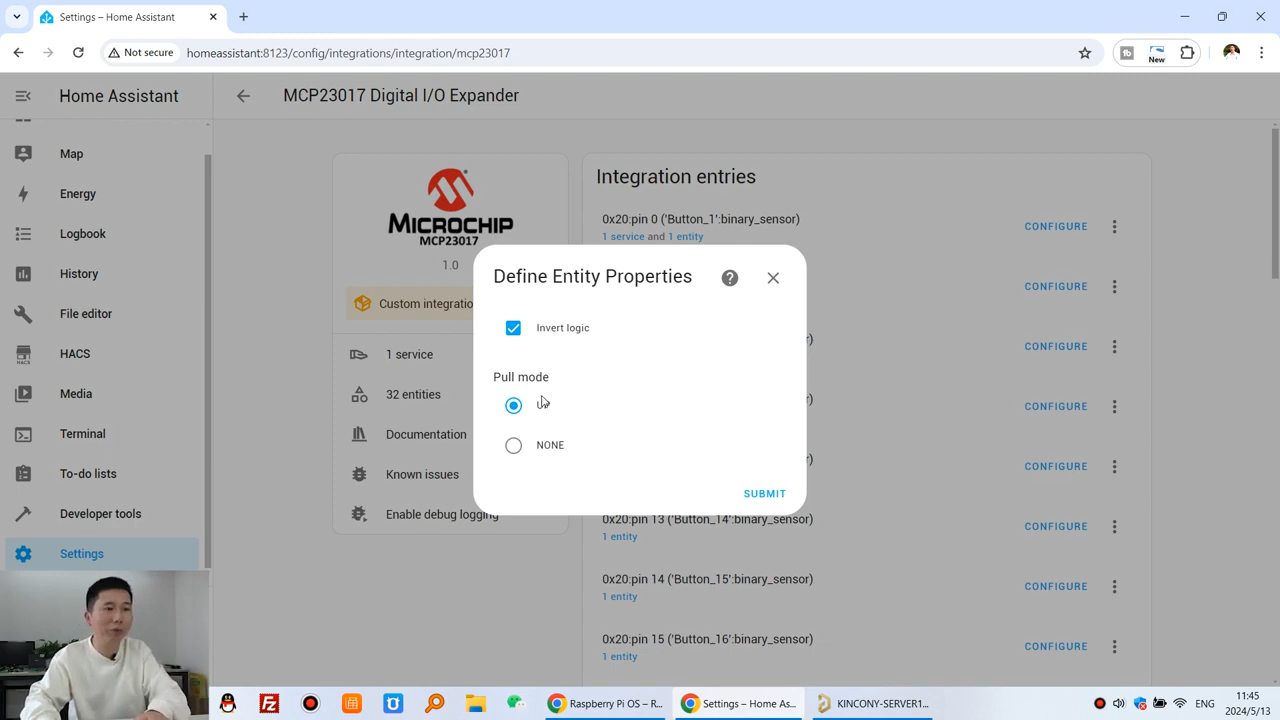 Settings – Home Assistant
Not secure
homeassistant:8123/config/integrations/integration/mcp23017
New
Home Assistant
MCP23017 Digital I/O Expander
Map
Energy
Logbook
History
File editor
HACS
Media
Terminal
To-do lists
Developer tools
Settings
MICROCHIP
MCP23017
1.0
Custom integratio
1 service
32 entities
Documentation
Known issues
Enable debug logging
Integration entries
0x20:pin 0 ('Button_1':binary_sensor)
1 service and 1 entity
CONFIGURE
CONFIGURE
CONFIGURE
CONFIGURE
CONFIGURE
0x20:pin 13 ('Button_14':binary_sensor)
1 entity
CONFIGURE
0x20:pin 14 ('Button_15':binary_sensor)
1 entity
CONFIGURE
0x20:pin 15 ('Button_16':binary_sensor)
1 entity
CONFIGURE
Define Entity Properties
Invert logic
Pull mode
NONE
SUBMIT
Raspberry Pi OS – R...
Settings – Home As...
KINCONY-SERVER1...
ENG
11:45
2024/5/13